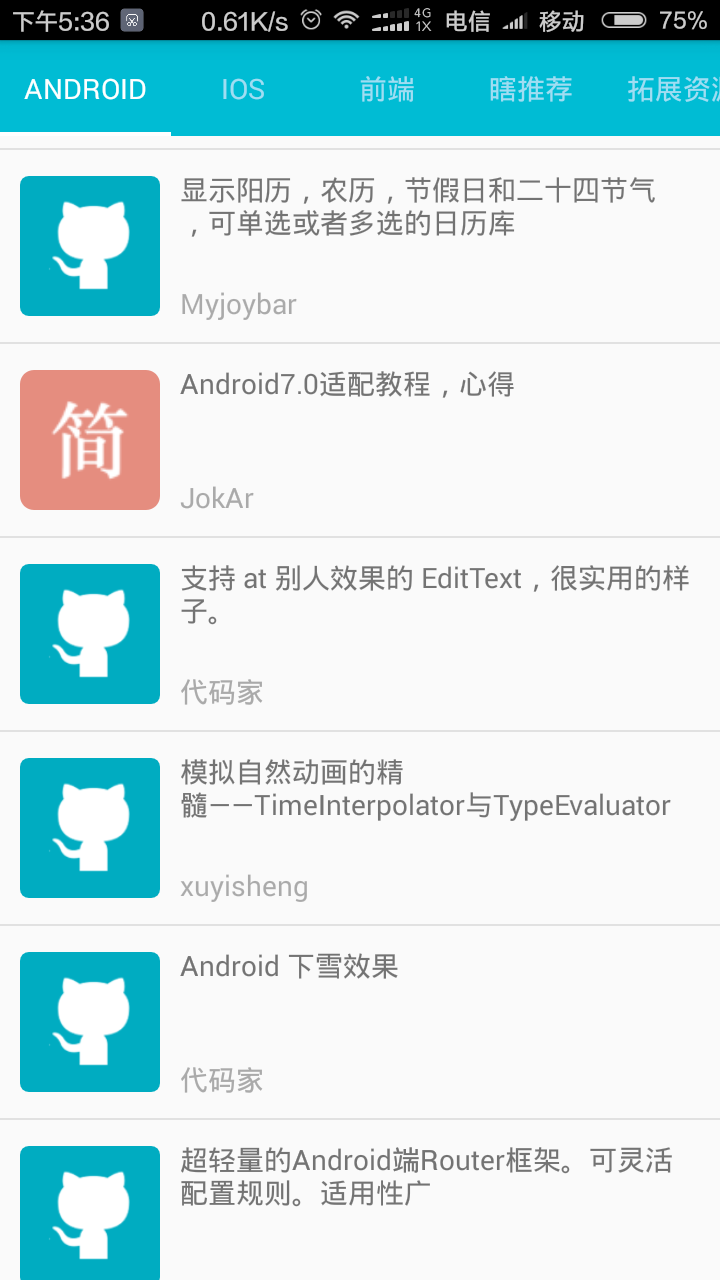 下午5:36 0.61K/s 4G 1X 电信 移动 75%
ANDROID IOS 前端 瞎推荐 拓展资源
显示阳历，农历，节假日和二十四节气
，可单选或者多选的日历库
Myjoybar
简
Android7.0适配教程，心得
JokAr
支持 at 别人效果的 EditText，很实用的样
子。
代码家
模拟自然动画的精
髓——TimeInterpolator与TypeEvaluator
xuyisheng
Android 下雪效果
代码家
超轻量的Android端Router框架。可灵活
配置规则。适用性广